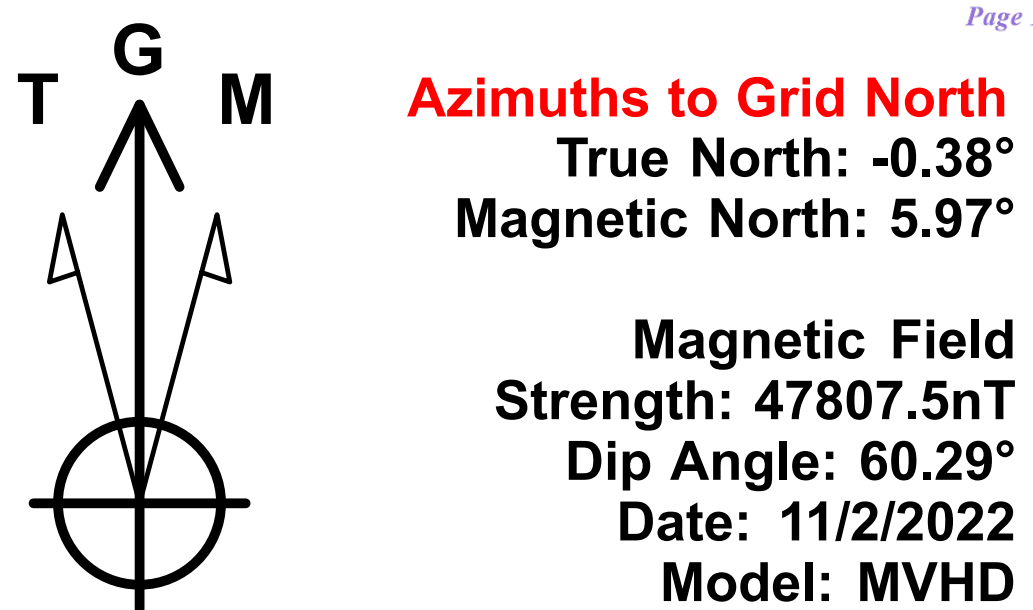 Page
G
T M
Azimuths to Grid North
True North: -0.38°
Magnetic North: 5.97°
Magnetic Field
Strength: 47807.5nT
Dip Angle: 60.29°
Date: 11/2/2022
Model: MVHD